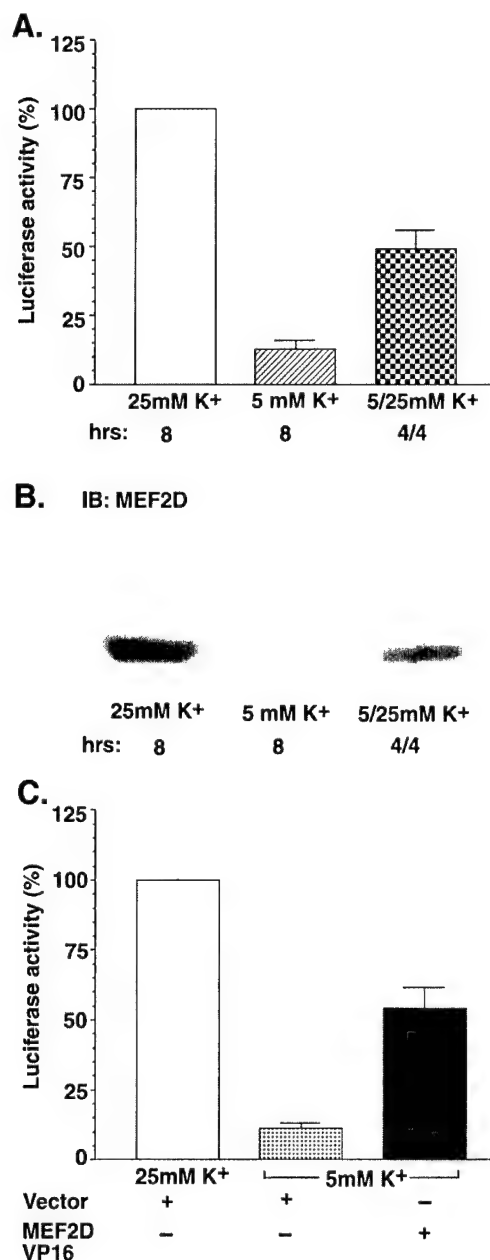 A.
Luciferase activity (%)
125
100
75
50
25
0
25mM K+ 5 mM K+ 5/25mM K+
hrs: 8 8 4/4
B. IB: MEF2D
25mM K+ 5 mM K+ 5/25mM K+
hrs: 8 8 4/4
C.
Luciferase activity (%)
125
100
75
50
25
0
25mM K+ 5mM K+
Vector + + –
MEF2D – – +
VP16